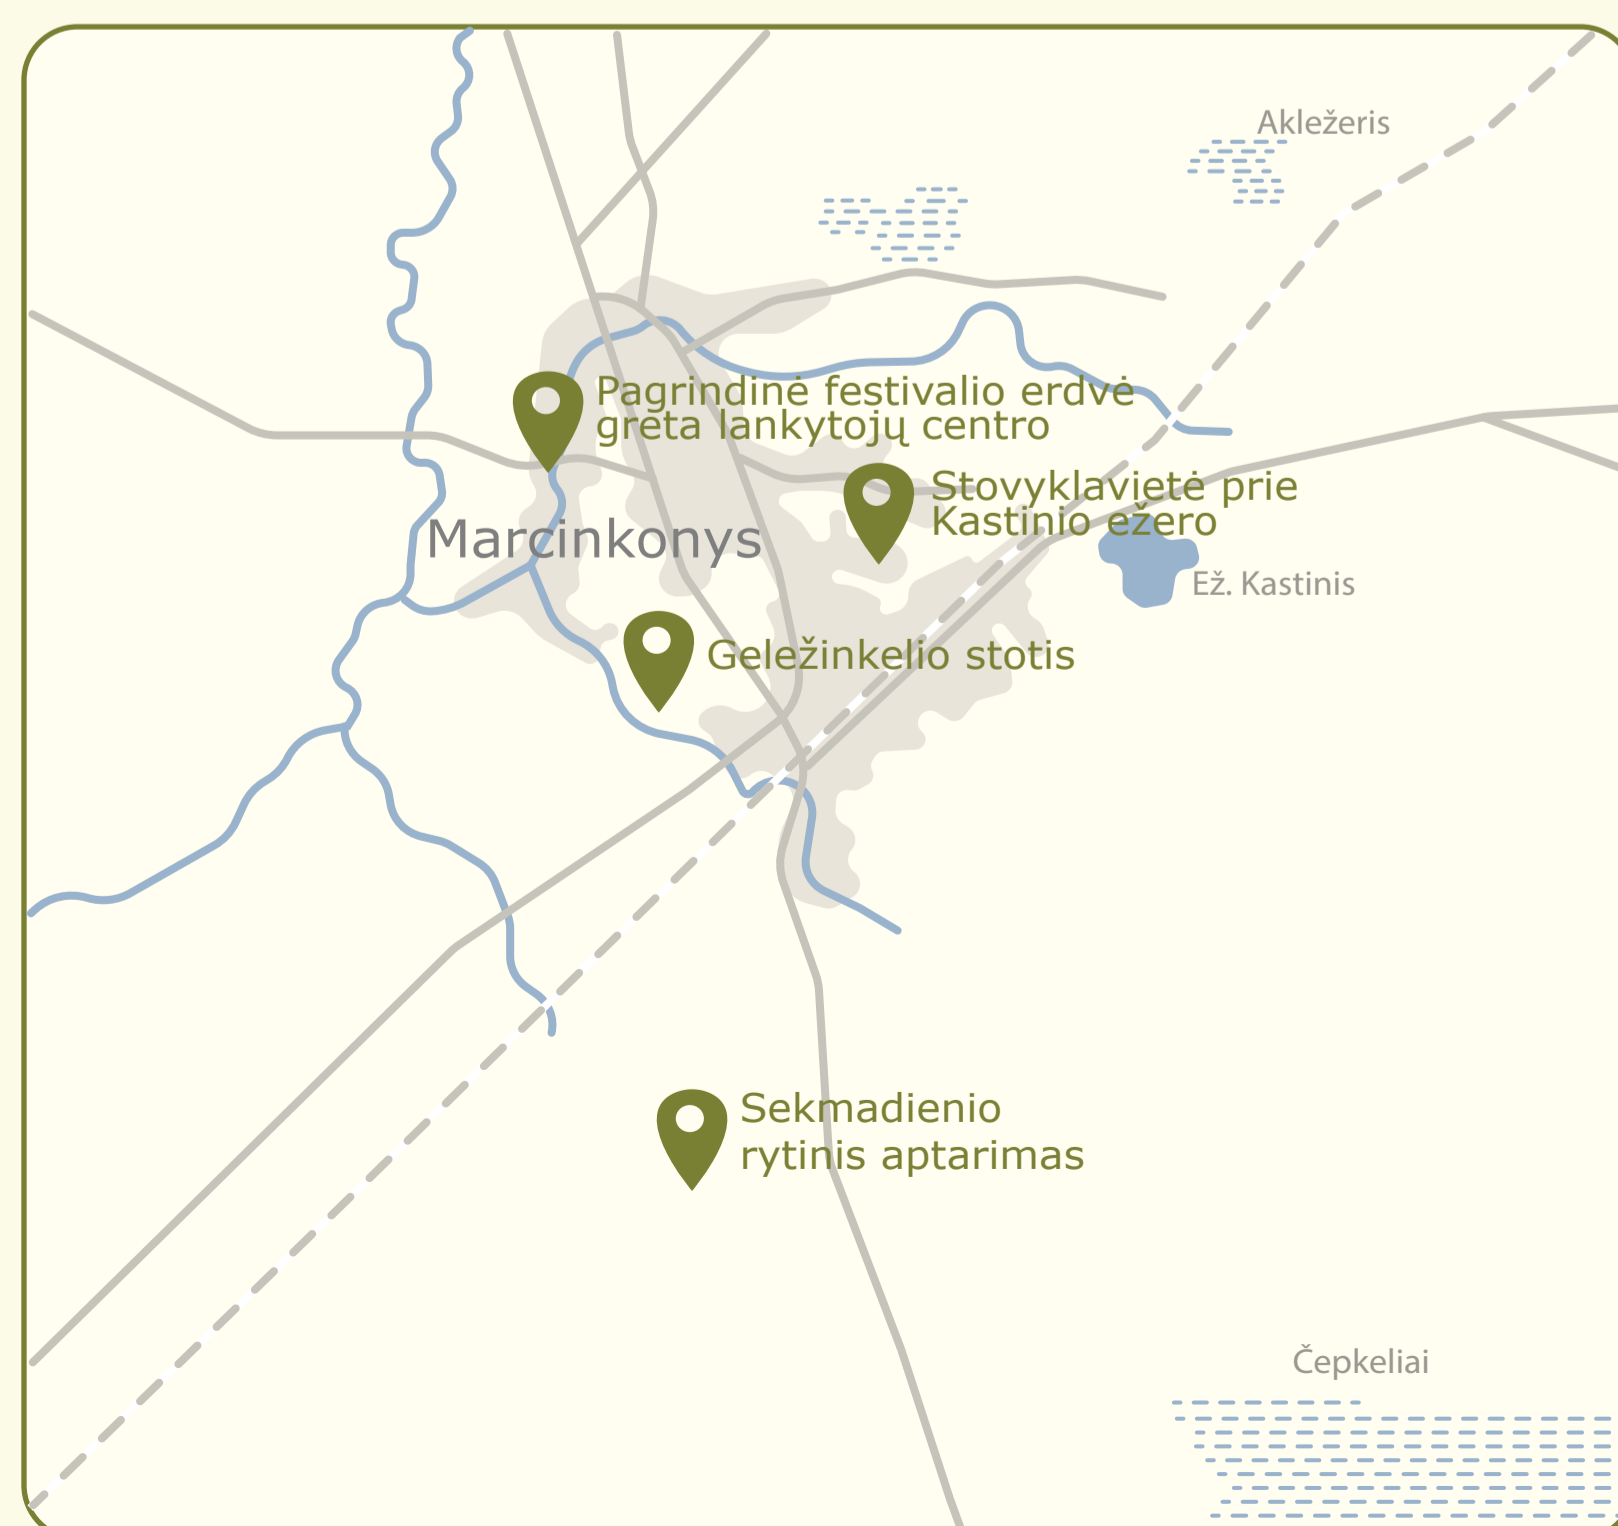 Akležeris
Pagrindinė festivalio erdvė
greta lankytojų centro
Stovyklavietė prie
Kastinio ežero
Marcinkonys
Ež. Kastinis
Geležinkelio stotis
Sekmadienio
rytinis aptarimas
Čepkeliai